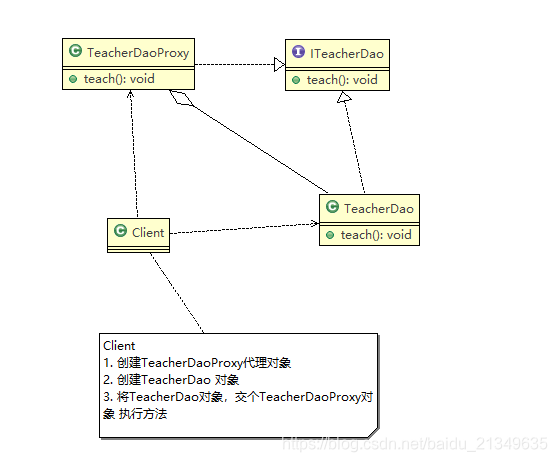 TeacherDaoProxy
teach(): void
ITeacherDao
teach(): void
Client
TeacherDao
teach(): void
Client
1. 创建TeacherDaoProxy代理对象
2. 创建TeacherDao 对象
3. 将TeacherDao对象，交个TeacherDaoProxy对
象 执行方法
https://blog.csdn.net/baidu_21349635